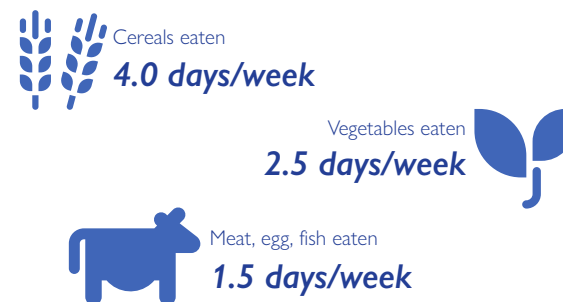 Cereals eaten
4.0 days/week
Vegetables eaten
2.5 days/week
Meat, egg, fish eaten
1.5 days/week